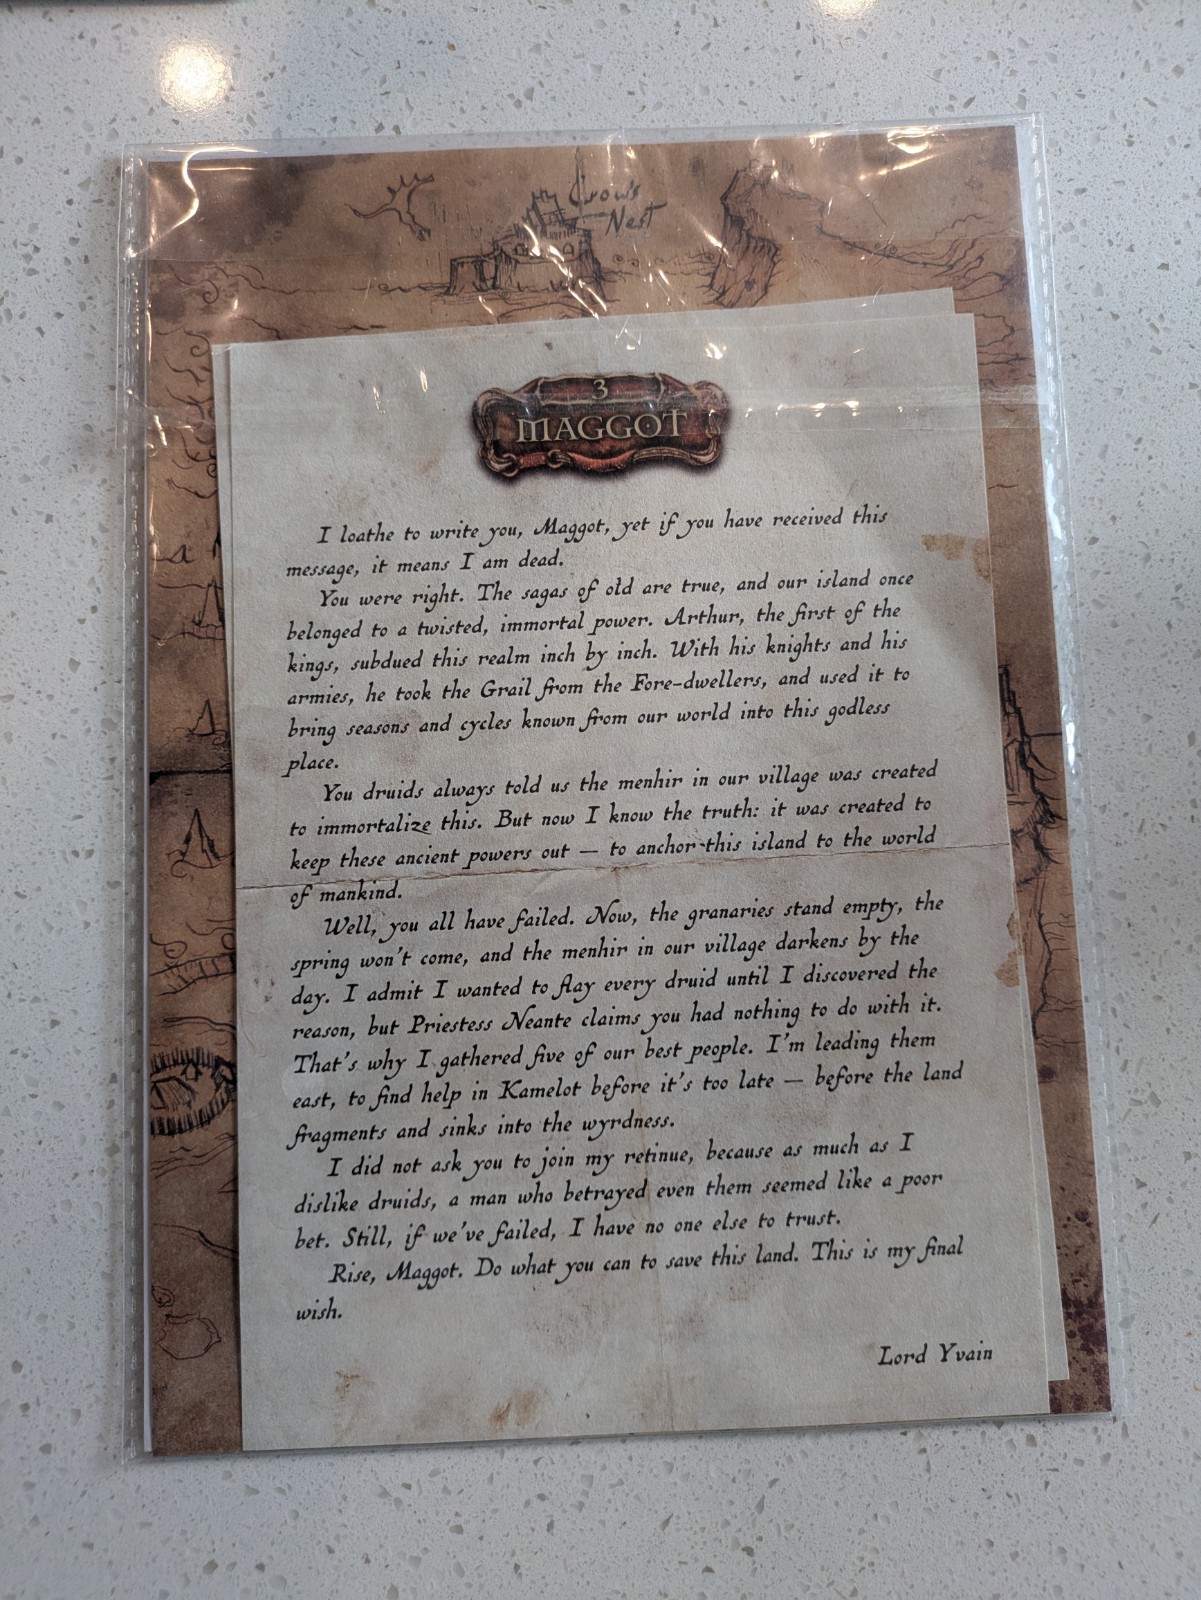 Crow's
Nest
3
MAGGOT
I loathe to write you, Maggot, yet if you have received this
message, it means I am dead.
You were right. The sagas of old are true, and our island once
belonged to a twisted, immortal power. Arthur, the first of the
kings, subdued this realm inch by inch. With his knights and his
armies, he took the Grail from the Fore-dwellers, and used it to
bring seasons and cycles known from our world into this godless
place.
You druids always told us the menhir in our village was created
to immortalize this. But now I know the truth: it was created to
keep these ancient powers out — to anchor this island to the world
of mankind.
Well, you all have failed. Now, the granaries stand empty, the
spring won't come, and the menhir in our village darkens by the
day. I admit I wanted to flay every druid until I discovered the
reason, but Priestess Neante claims you had nothing to do with it.
That's why I gathered five of our best people. I'm leading them
east, to find help in Kamelot before it's too late — before the land
fragments and sinks into the wyrdness.
I did not ask you to join my retinue, because as much as I
dislike druids, a man who betrayed even them seemed like a poor
bet. Still, if we've failed, I have no one else to trust.
Rise, Maggot. Do what you can to save this land. This is my final
wish.
Lord Yvain